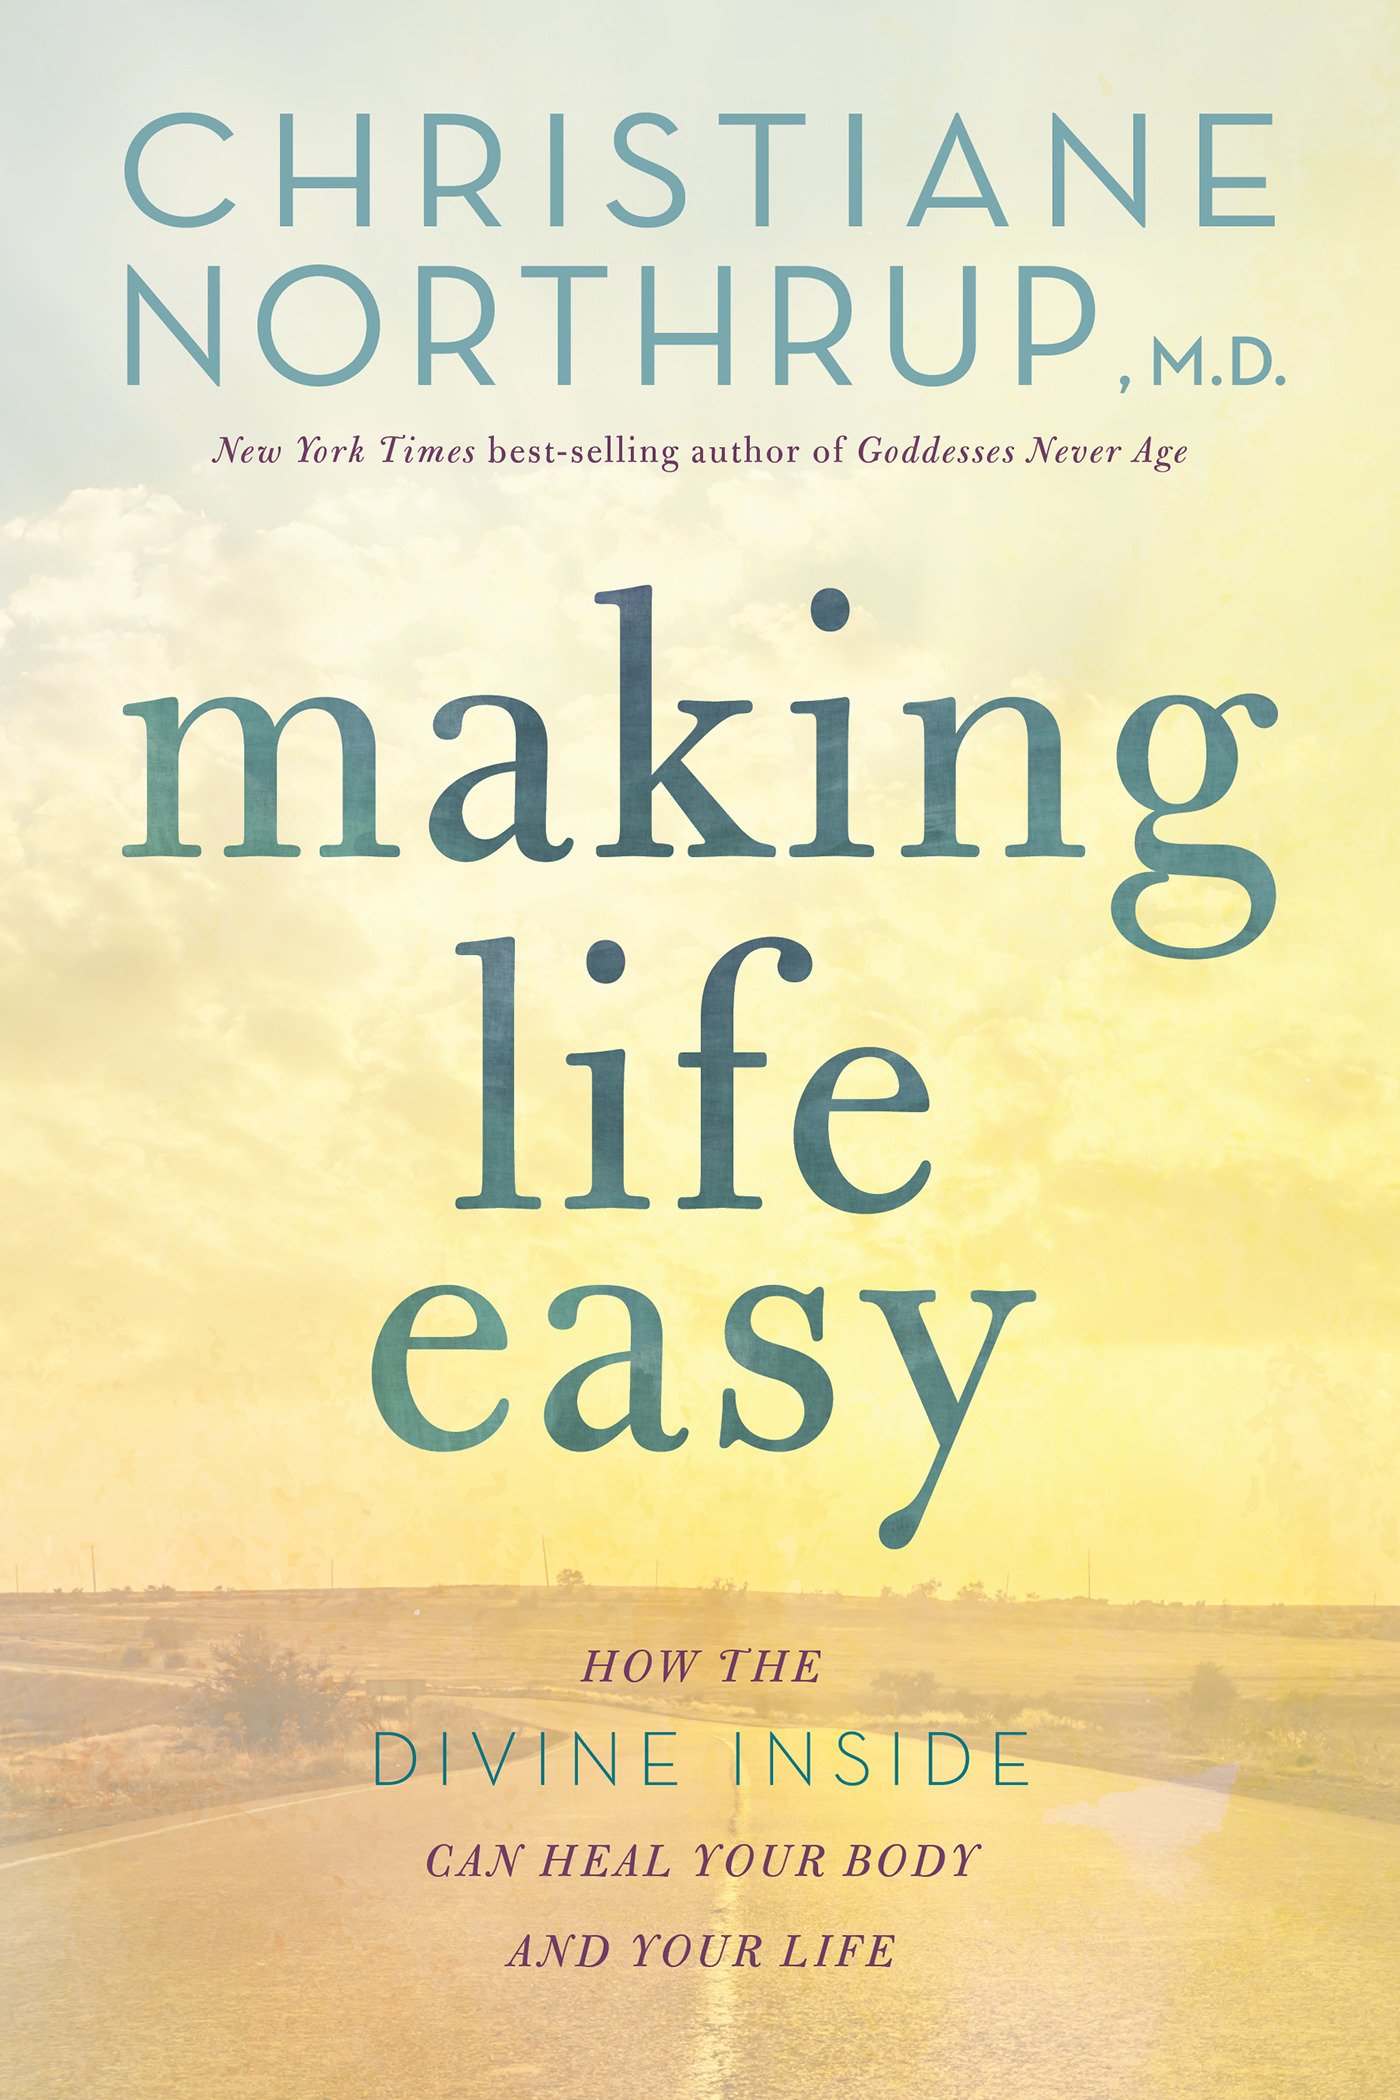 CHRISTIANE
NORTHRUP, M.D.
New York Times best-selling author of Goddesses Never Age
making
life
easy
HOW THE
DIVINE INSIDE
CAN HEAL YOUR BODY
AND YOUR LIFE